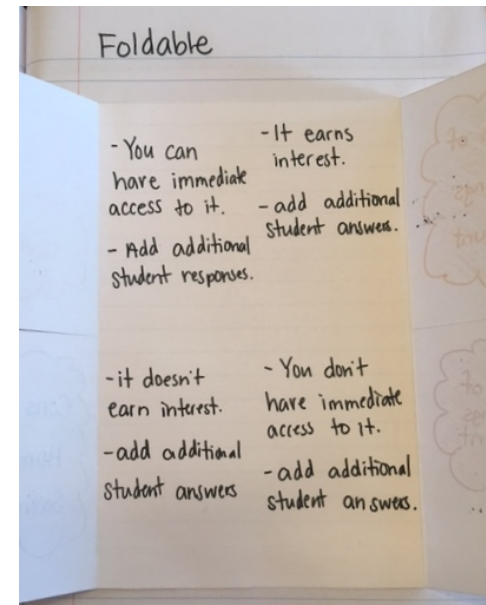 Foldable
- You can
have immediate
access to it.
- Add additional
student responses.
- It earns
interest.
- add additional
student answers.
- it doesn't
earn interest.
- add additional
student answers
- You don't
have immediate
access to it.
- add additional
student answers.